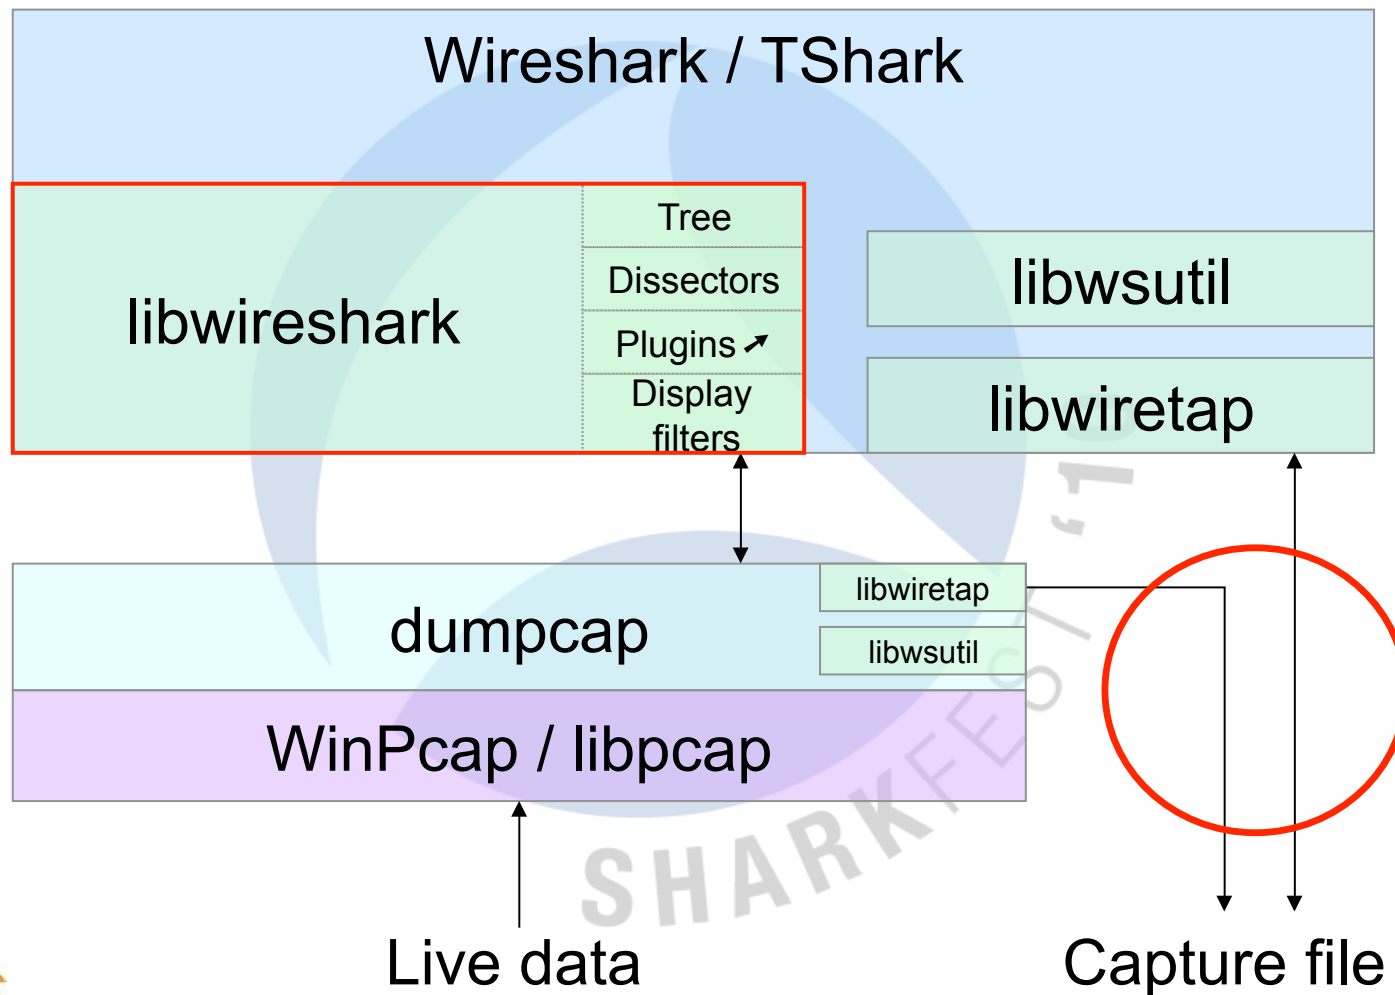 Wireshark / TShark
libwireshark
Tree
Dissectors
Plugins
Display
filters
libwsutil
libwiretap
dumpcap
libwiretap
libwsutil
WinPcap / libpcap
Live data
Capture file
SHARKFEST ‘10